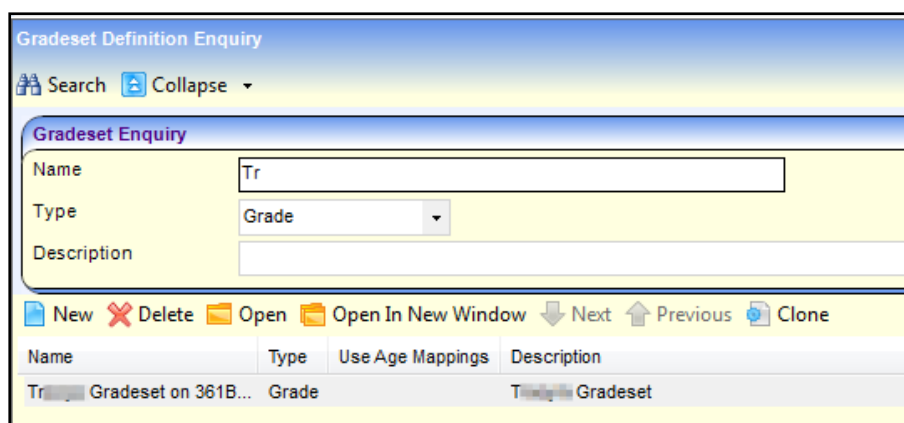 Gradeset Definition Enquiry
Search Collapse
Gradeset Enquiry
Name Tr
Type Grade
Description
New Delete Open Open In New Window Next Previous Clone
Name Type Use Age Mappings Description
Gradeset on 361B... Grade Gradeset